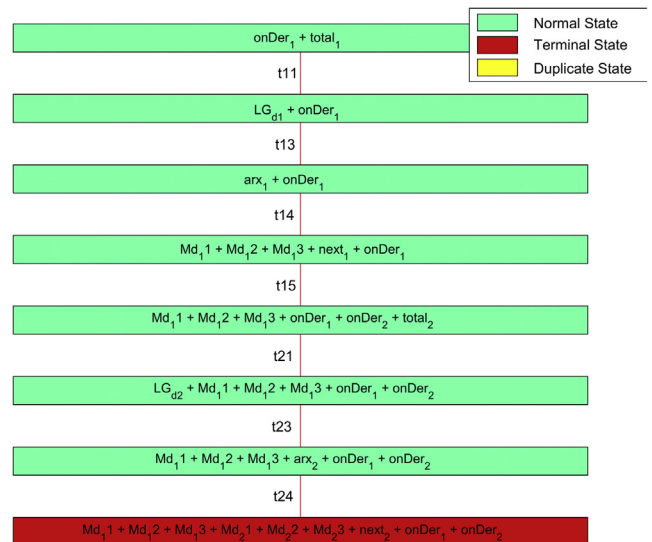 Normal State
Terminal State
Duplicate State
onDer₁ + total₁
t11
LG_d1 + onDer₁
t13
arx₁ + onDer₁
t14
Md₁1 + Md₁2 + Md₁3 + next₁ + onDer₁
t15
Md₁1 + Md₁2 + Md₁3 + onDer₁ + onDer₂ + total₂
t21
LG_d2 + Md₁1 + Md₁2 + Md₁3 + onDer₁ + onDer₂
t23
Md₁1 + Md₁2 + Md₁3 + arx₂ + onDer₁ + onDer₂
t24
Md₁1 + Md₁2 + Md₁3 + Md₂1 + Md₂2 + Md₂3 + next₂ + onDer₁ + onDer₂